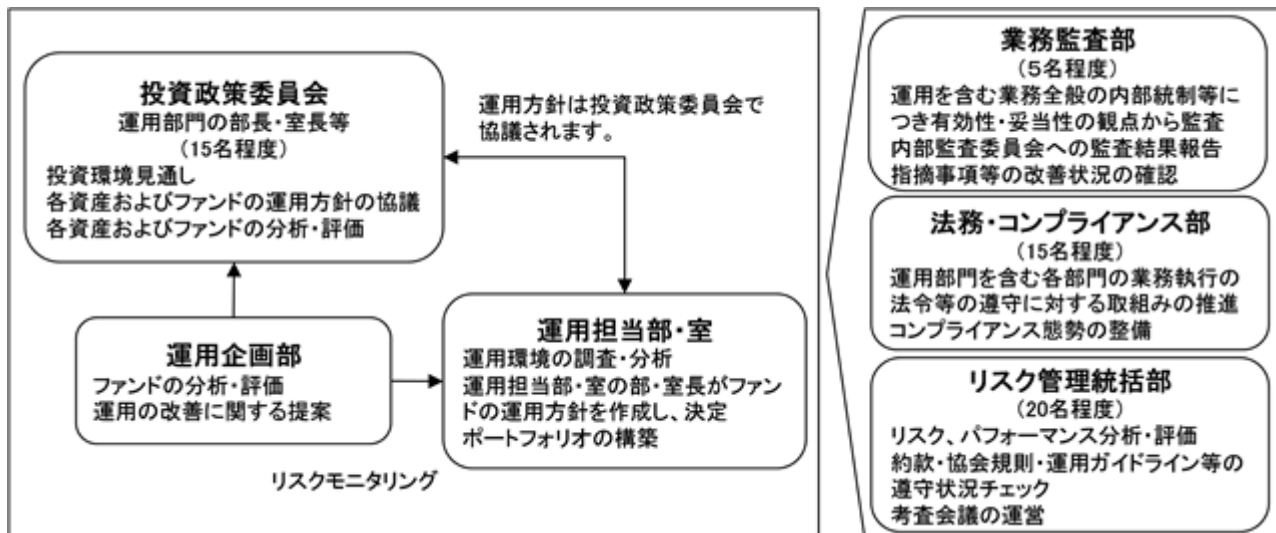 投資政策委員会
運用部門の部長・室長等
(15名程度)
投資環境見通し
各資産およびファンドの運用方針の協議
各資産およびファンドの分析・評価
運用方針は投資政策委員会で
協議されます。
運用企画部
ファンドの分析・評価
運用の改善に関する提案
運用担当部・室
運用環境の調査・分析
運用担当部・室の部・室長がファン
ドの運用方針を作成し、決定
ポートフォリオの構築
リスクモニタリング
業務監査部
(5名程度)
運用を含む業務全般の内部統制等に
つき有効性・妥当性の観点から監査
内部監査委員会への監査結果報告
指摘事項等の改善状況の確認
法務・コンプライアンス部
(15名程度)
運用部門を含む各部門の業務執行の
法令等の遵守に対する取組みの推進
コンプライアンス態勢の整備
リスク管理統括部
(20名程度)
リスク、パフォーマンス分析・評価
約款・協会規則・運用ガイドライン等の
遵守状況チェック
考査会議の運営